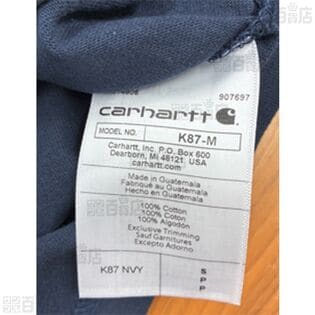 907697
carhartt
MODEL NO. K87-M
Carhartt, Inc. P.O. Box 600
Dearborn, MI 48121, USA
carhartt.com
Made in Guatemala
Fabriqué au Guatemala
Hecho en Guatemala
100% Cotton
100% Coton
100% Algodon
Exclusive Trimming
Sauf Garnitures
Excepto Adorno
K87 NVY
S
P
P